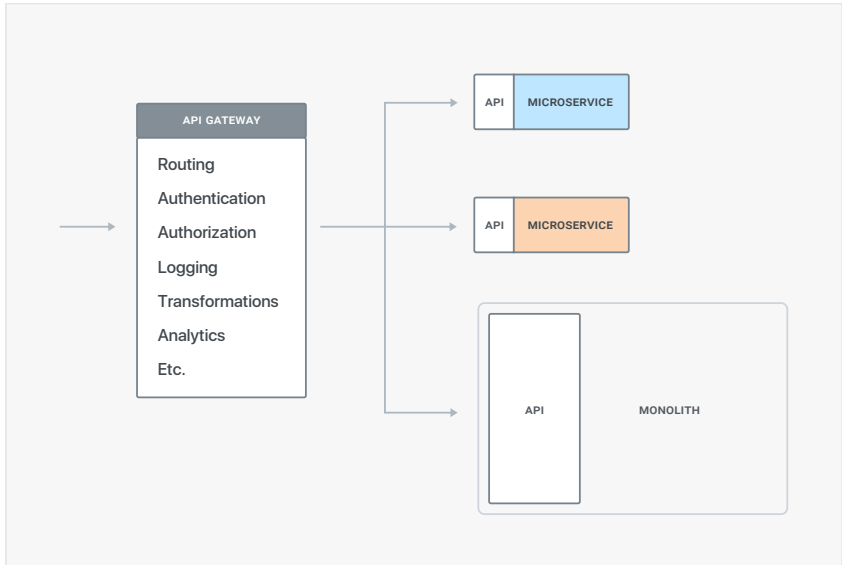 API GATEWAY
Routing
Authentication
Authorization
Logging
Transformations
Analytics
Etc.
API MICROSERVICE
API MICROSERVICE
API MONOLITH